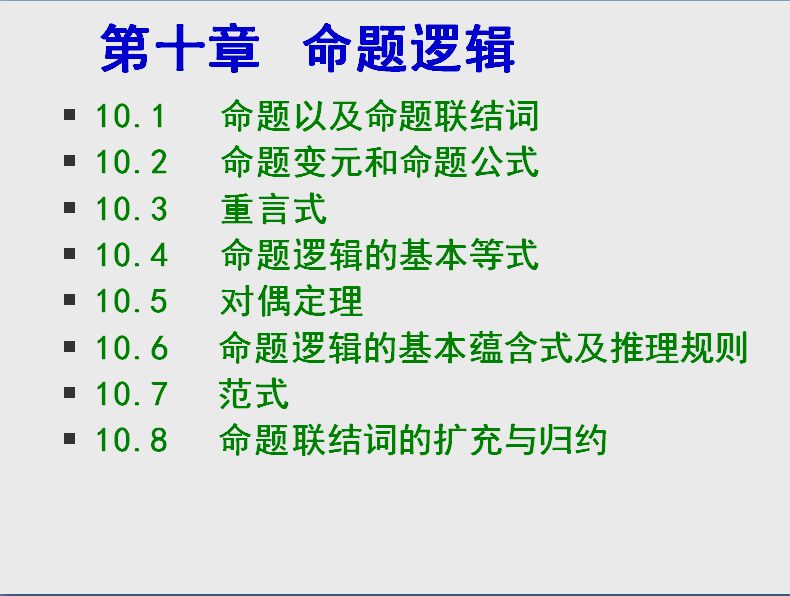 第十章 命题逻辑
10.1 命题以及命题联结词
10.2 命题变元和命题公式
10.3 重言式
10.4 命题逻辑的基本等式
10.5 对偶定理
10.6 命题逻辑的基本蕴含式及推理规则
10.7 范式
10.8 命题联结词的扩充与归约